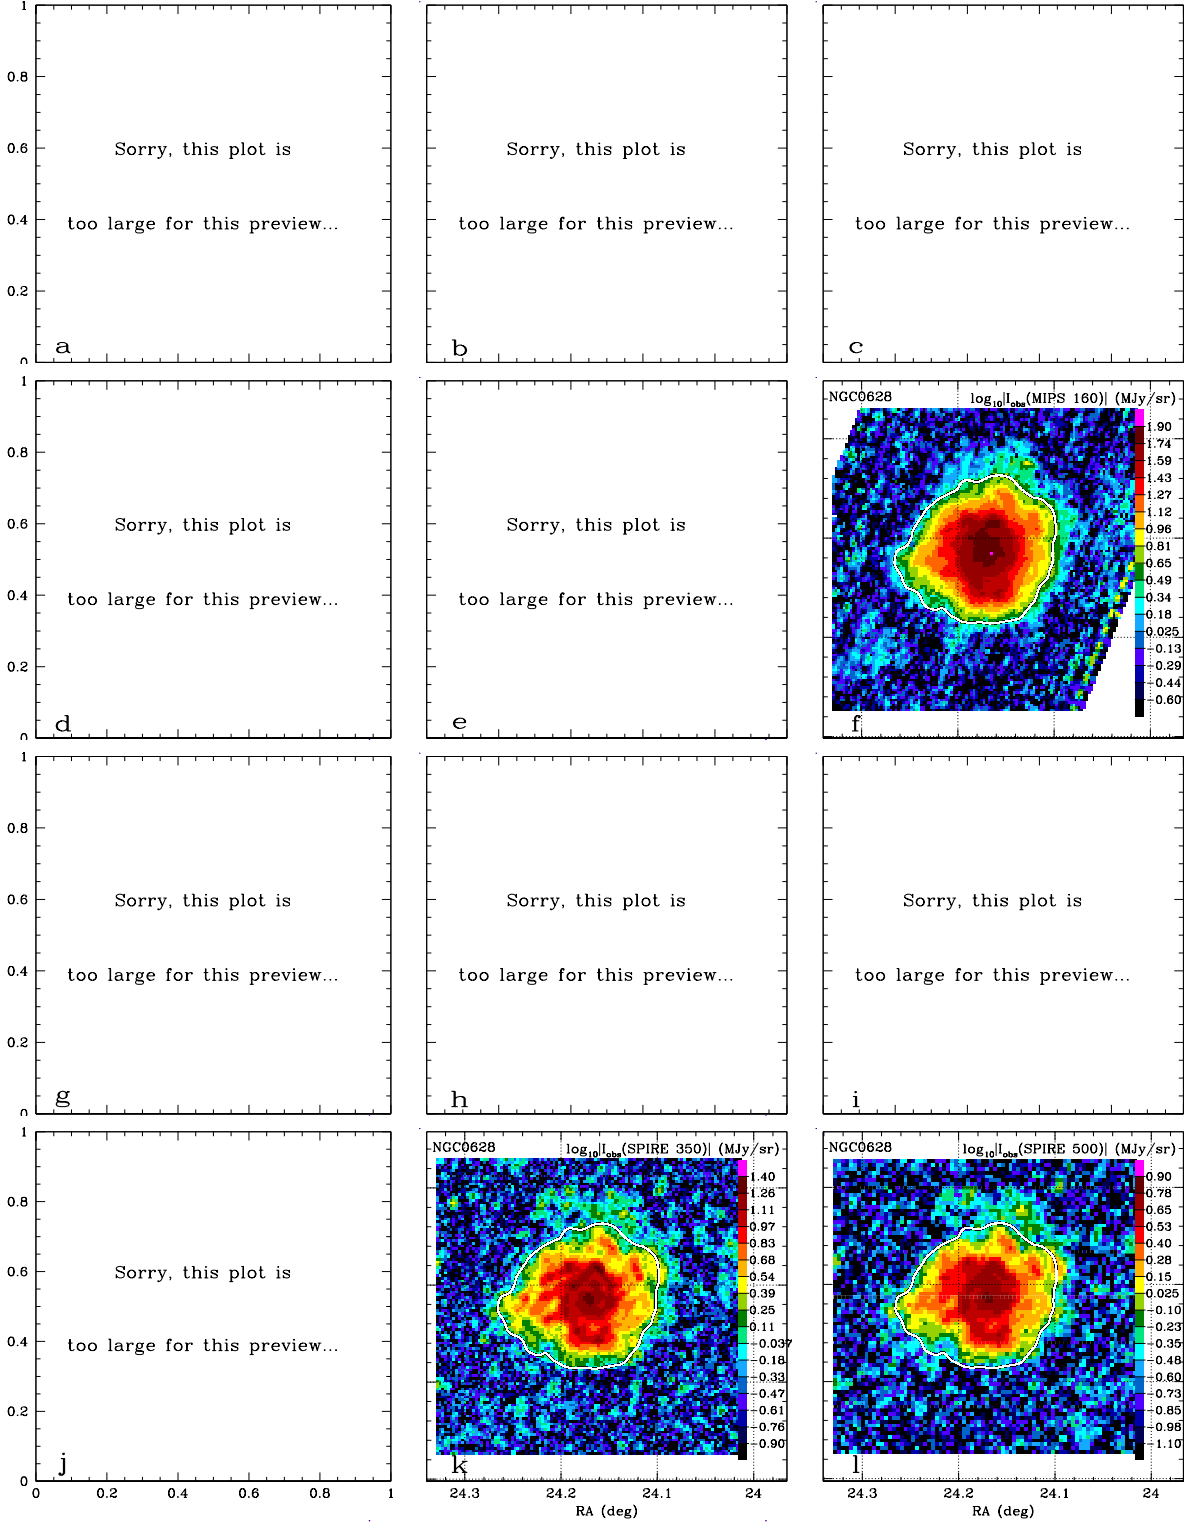 1
0.8
0.6
0.4
0.2
0
Sorry, this plot is
too large for this preview...
a
Sorry, this plot is
too large for this preview...
b
Sorry, this plot is
too large for this preview...
c
1
0.8
0.6
0.4
0.2
0
Sorry, this plot is
too large for this preview...
d
Sorry, this plot is
too large for this preview...
e
NGC0628 log₁₀|I_obs(MIPS 160)| (MJy/sr)
1.90
1.74
1.59
1.43
1.27
1.12
0.96
0.81
0.65
0.49
0.34
0.18
0.025
-0.13
-0.29
-0.44
-0.60
f
1
0.8
0.6
0.4
0.2
0
Sorry, this plot is
too large for this preview...
g
Sorry, this plot is
too large for this preview...
h
Sorry, this plot is
too large for this preview...
i
1
0.8
0.6
0.4
0.2
0
Sorry, this plot is
too large for this preview...
j
0 0.2 0.4 0.6 0.8 1
NGC0628 log₁₀|I_obs(SPIRE 350)| (MJy/sr)
1.40
1.26
1.11
0.97
0.83
0.68
0.54
0.39
0.25
0.11
-0.037
-0.18
-0.33
-0.47
-0.61
-0.76
-0.90
k
24.3 24.2 24.1 24
RA (deg)
NGC0628 log₁₀|I_obs(SPIRE 500)| (MJy/sr)
0.90
0.78
0.65
0.53
0.40
0.28
0.15
0.025
-0.10
-0.23
-0.35
-0.48
-0.60
-0.73
-0.85
-0.98
-1.10
l
24.3 24.2 24.1 24
RA (deg)